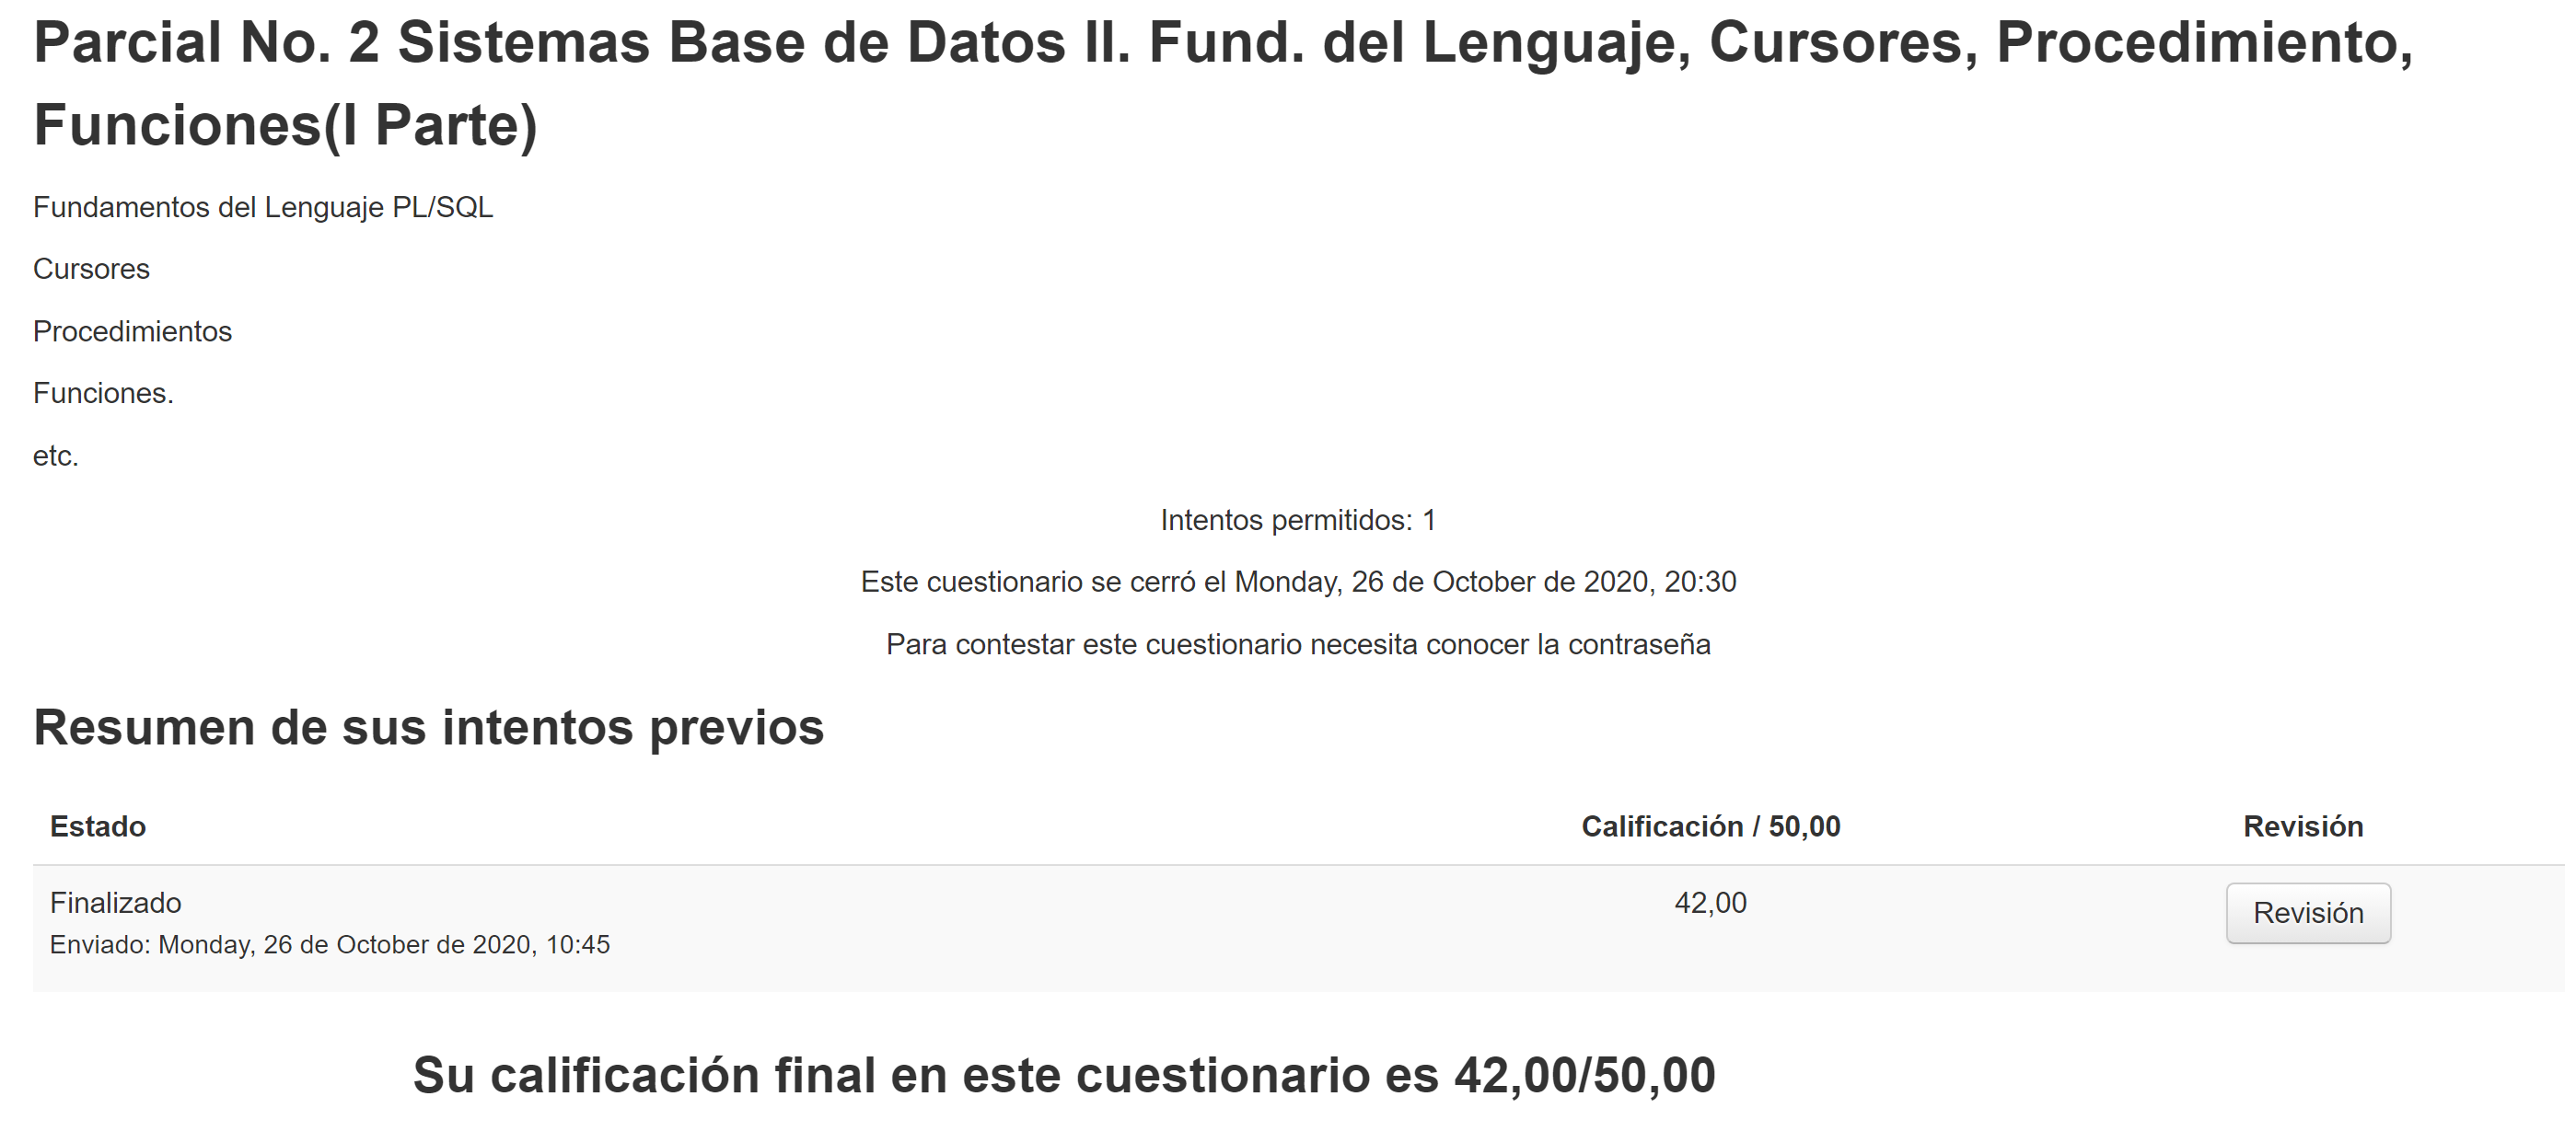 Parcial No. 2 Sistemas Base de Datos II. Fund. del Lenguaje, Cursores, Procedimiento,
Funciones(I Parte)
Fundamentos del Lenguaje PL/SQL
Cursores
Procedimientos
Funciones.
etc.
Intentos permitidos: 1
Este cuestionario se cerró el Monday, 26 de October de 2020, 20:30
Para contestar este cuestionario necesita conocer la contraseña
Resumen de sus intentos previos
Estado Calificación / 50,00 Revisión
Finalizado 42,00 Revisión
Enviado: Monday, 26 de October de 2020, 10:45
Su calificación final en este cuestionario es 42,00/50,00